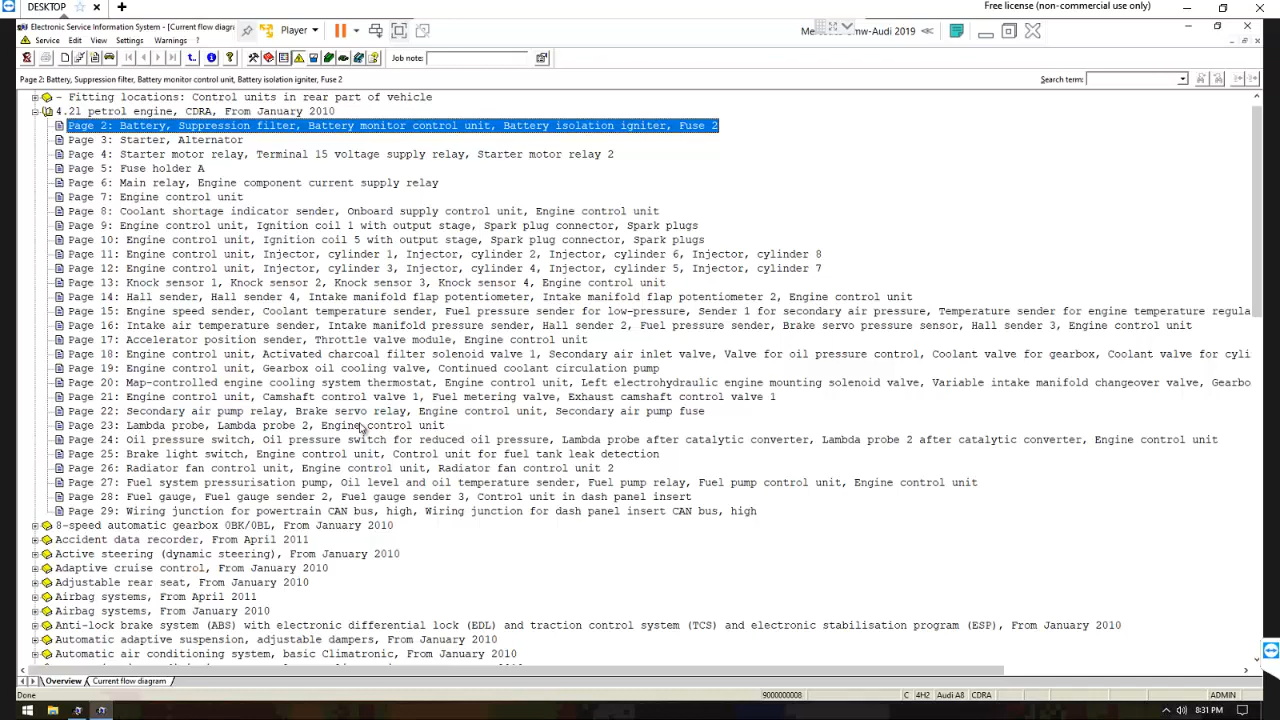 DESKTOP
Free license (non-commercial use only)
Electronic Service Information System - [Current flow diagra
Player
Me
mw-Audi 2019
Service Edit View Settings Warnings ?
Job note:
Page 2: Battery, Suppression filter, Battery monitor control unit, Battery isolation igniter, Fuse 2
Search term:
- Fitting locations: Control units in rear part of vehicle
4.2l petrol engine, CDRA, From January 2010
Page 2: Battery, Suppression filter, Battery monitor control unit, Battery isolation igniter, Fuse 2
Page 3: Starter, Alternator
Page 4: Starter motor relay, Terminal 15 voltage supply relay, Starter motor relay 2
Page 5: Fuse holder A
Page 6: Main relay, Engine component current supply relay
Page 7: Engine control unit
Page 8: Coolant shortage indicator sender, Onboard supply control unit, Engine control unit
Page 9: Engine control unit, Ignition coil 1 with output stage, Spark plug connector, Spark plugs
Page 10: Engine control unit, Ignition coil 5 with output stage, Spark plug connector, Spark plugs
Page 11: Engine control unit, Injector, cylinder 1, Injector, cylinder 2, Injector, cylinder 6, Injector, cylinder 8
Page 12: Engine control unit, Injector, cylinder 3, Injector, cylinder 4, Injector, cylinder 5, Injector, cylinder 7
Page 13: Knock sensor 1, Knock sensor 2, Knock sensor 3, Knock sensor 4, Engine control unit
Page 14: Hall sender, Hall sender 4, Intake manifold flap potentiometer, Intake manifold flap potentiometer 2, Engine control unit
Page 15: Engine speed sender, Coolant temperature sender, Fuel pressure sender for low-pressure, Sender 1 for secondary air pressure, Temperature sender for engine temperature regula
Page 16: Intake air temperature sender, Intake manifold pressure sender, Hall sender 2, Fuel pressure sender, Brake servo pressure sensor, Hall sender 3, Engine control unit
Page 17: Accelerator position sender, Throttle valve module, Engine control unit
Page 18: Engine control unit, Activated charcoal filter solenoid valve 1, Secondary air inlet valve, Valve for oil pressure control, Coolant valve for gearbox, Coolant valve for cyli
Page 19: Engine control unit, Gearbox oil cooling valve, Continued coolant circulation pump
Page 20: Map-controlled engine cooling system thermostat, Engine control unit, Left electrohydraulic engine mounting solenoid valve, Variable intake manifold changeover valve, Gearbo
Page 21: Engine control unit, Camshaft control valve 1, Fuel metering valve, Exhaust camshaft control valve 1
Page 22: Secondary air pump relay, Brake servo relay, Engine control unit, Secondary air pump fuse
Page 23: Lambda probe, Lambda probe 2, Engine control unit
Page 24: Oil pressure switch, Oil pressure switch for reduced oil pressure, Lambda probe after catalytic converter, Lambda probe 2 after catalytic converter, Engine control unit
Page 25: Brake light switch, Engine control unit, Control unit for fuel tank leak detection
Page 26: Radiator fan control unit, Engine control unit, Radiator fan control unit 2
Page 27: Fuel system pressurisation pump, Oil level and oil temperature sender, Fuel pump relay, Fuel pump control unit, Engine control unit
Page 28: Fuel gauge, Fuel gauge sender 2, Fuel gauge sender 3, Control unit in dash panel insert
Page 29: Wiring junction for powertrain CAN bus, high, Wiring junction for dash panel insert CAN bus, high
8-speed automatic gearbox 0BK/0BL, From January 2010
Accident data recorder, From April 2011
Active steering (dynamic steering), From January 2010
Adaptive cruise control, From January 2010
Adjustable rear seat, From January 2010
Airbag systems, From April 2011
Airbag systems, From January 2010
Anti-lock brake system (ABS) with electronic differential lock (EDL) and traction control system (TCS) and electronic stabilisation program (ESP), From January 2010
Automatic adaptive suspension, adjustable dampers, From January 2010
Automatic air conditioning system, basic Climatronic, From January 2010
Overview Current flow diagram
Done
9000000008 C 4H2 Audi A8 CDRA ADMIN
8:31 PM